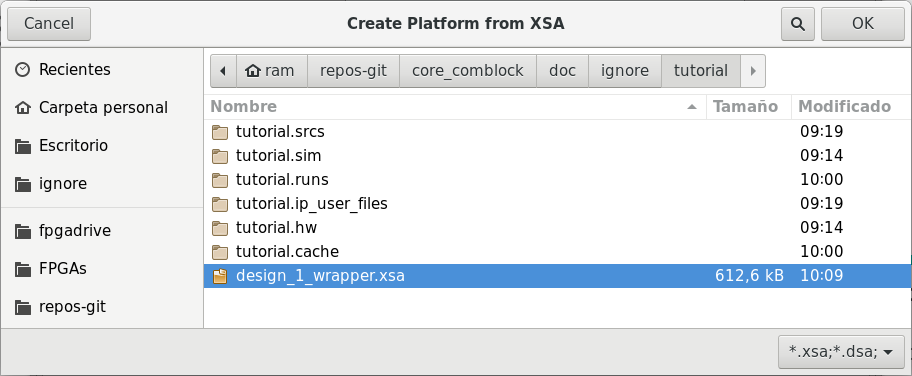 Cancel Create Platform from XSA OK
Recientes
Carpeta personal
Escritorio
ignore
fpgadrive
FPGAs
repos-git
ram repos-git core_comblock doc ignore tutorial
Nombre Tamaño Modificado
tutorial.srcs 09:19
tutorial.sim 09:14
tutorial.runs 10:00
tutorial.ip_user_files 09:19
tutorial.hw 09:14
tutorial.cache 10:00
design_1_wrapper.xsa 612,6 kB 10:09
*.xsa;*.dsa;